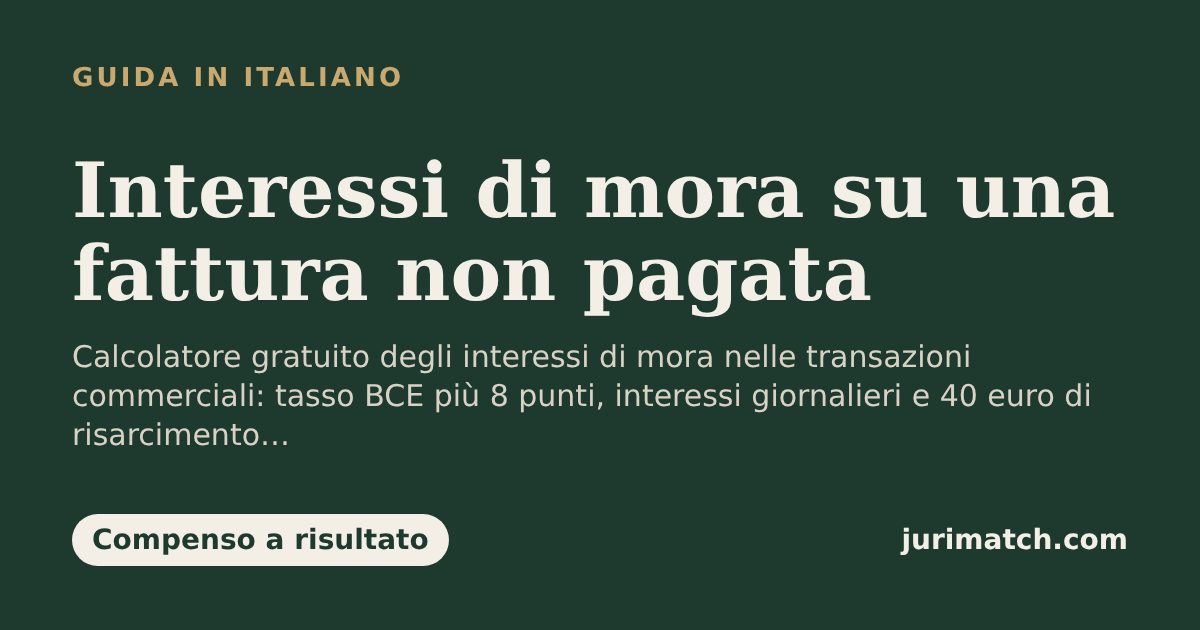 GUIDA IN ITALIANO
Interessi di mora su una
fattura non pagata
Calcolatore gratuito degli interessi di mora nelle transazioni
commerciali: tasso BCE più 8 punti, interessi giornalieri e 40 euro di
risarcimento…
Compenso a risultato
jurimatch.com